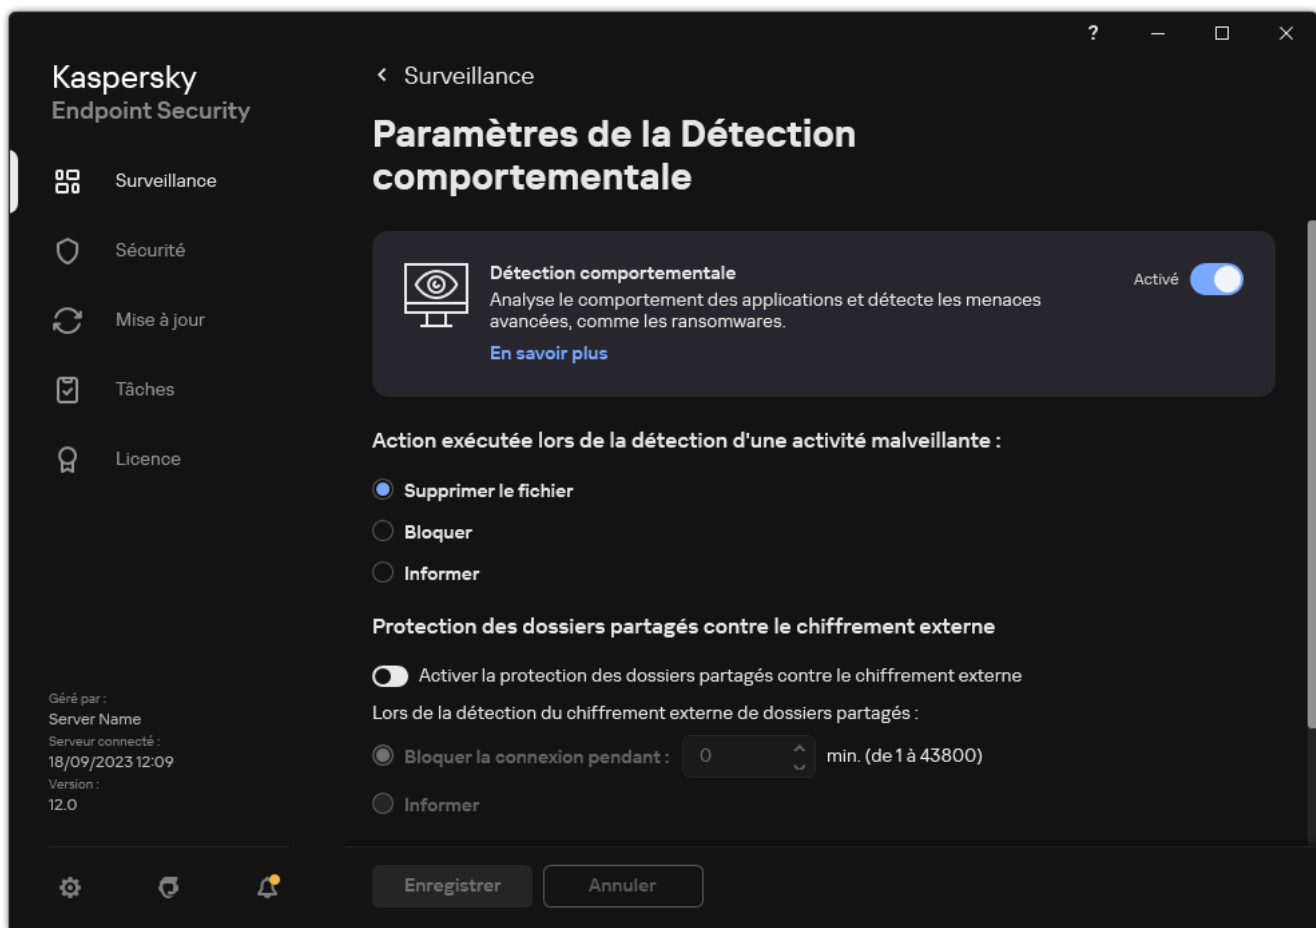 ?
Kaspersky
Endpoint Security
Surveillance
Sécurité
Mise à jour
Tâches
Licence
Géré par :
Server Name
Serveur connecté :
18/09/2023 12:09
Version :
12.0
Surveillance
Paramètres de la Détection
comportementale
Détection comportementale
Analyse le comportement des applications et détecte les menaces
avancées, comme les ransomwares.
En savoir plus
Activé
Action exécutée lors de la détection d'une activité malveillante :
Supprimer le fichier
Bloquer
Informer
Protection des dossiers partagés contre le chiffrement externe
Activer la protection des dossiers partagés contre le chiffrement externe
Lors de la détection du chiffrement externe de dossiers partagés :
Bloquer la connexion pendant : 0 min. (de 1 à 43800)
Informer
Enregistrer Annuler